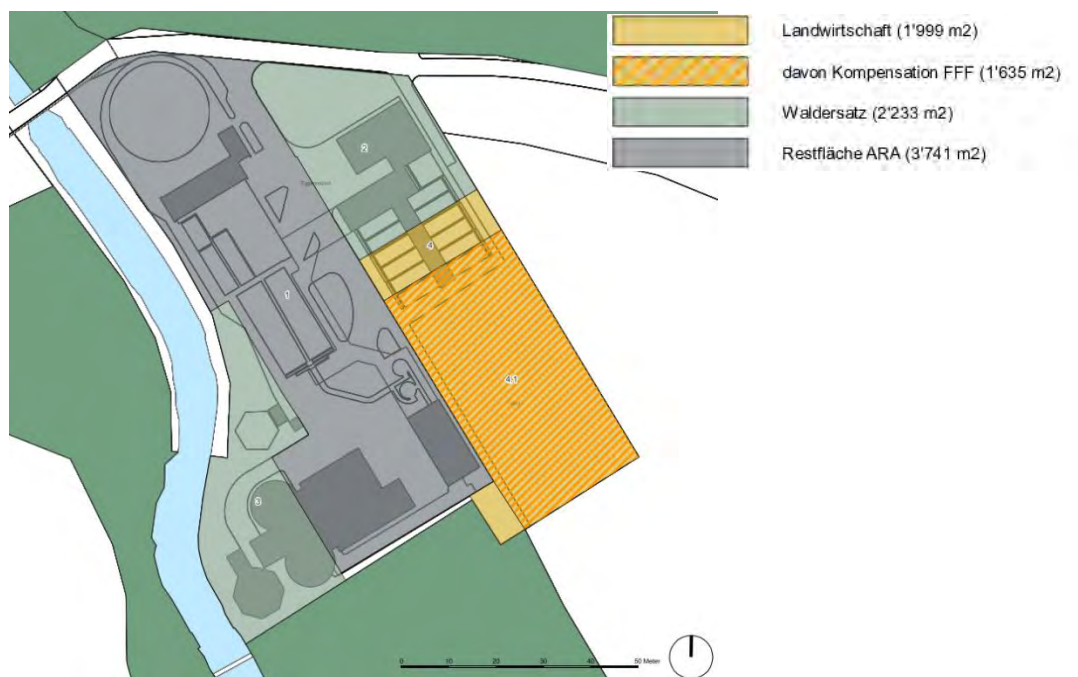 Landwirtschaft (1'999 m2)
davon Kompensation FFF (1'635 m2)
Waldersatz (2'233 m2)
Restfläche ARA (3'741 m2)
2
4
1
4.1
3
0 10 20 30 40 50 Meter